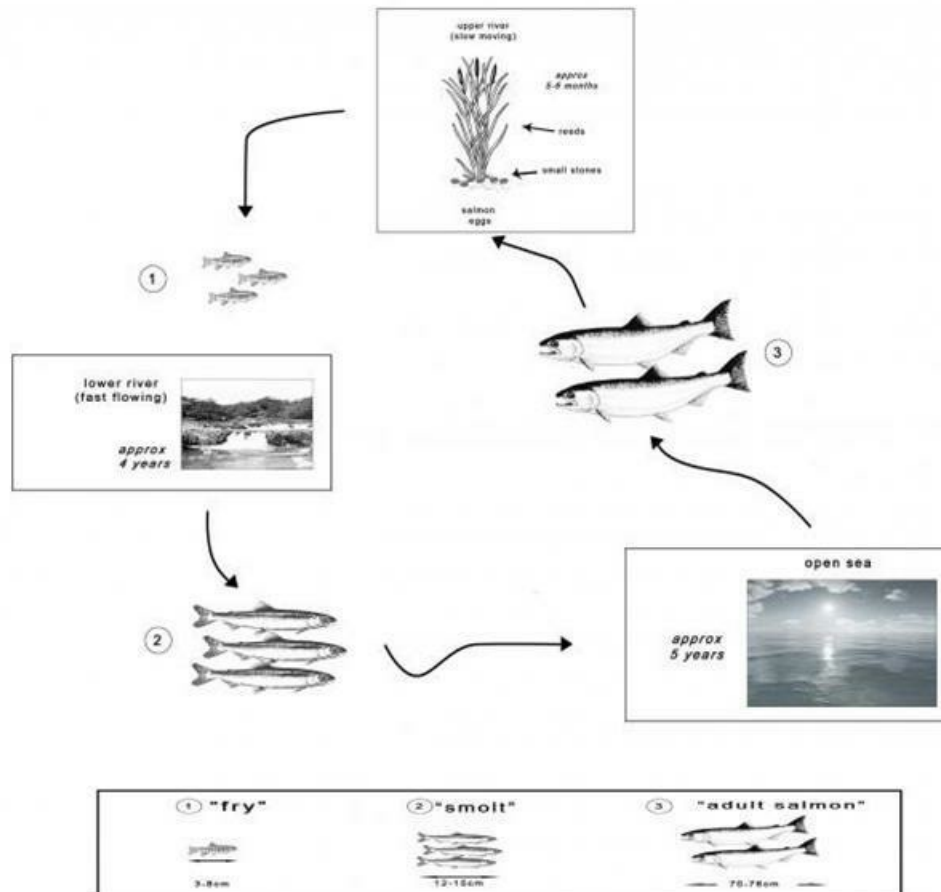 upper river
(slow moving)
approx
5-6 months
reeds
small stones
salmon
eggs
1
3
lower river
(fast flowing)
approx
4 years
open sea
2
approx
5 years
1 "fry"
2 "smolt"
3 "adult salmon"
3-8cm
12-15cm
70-76cm